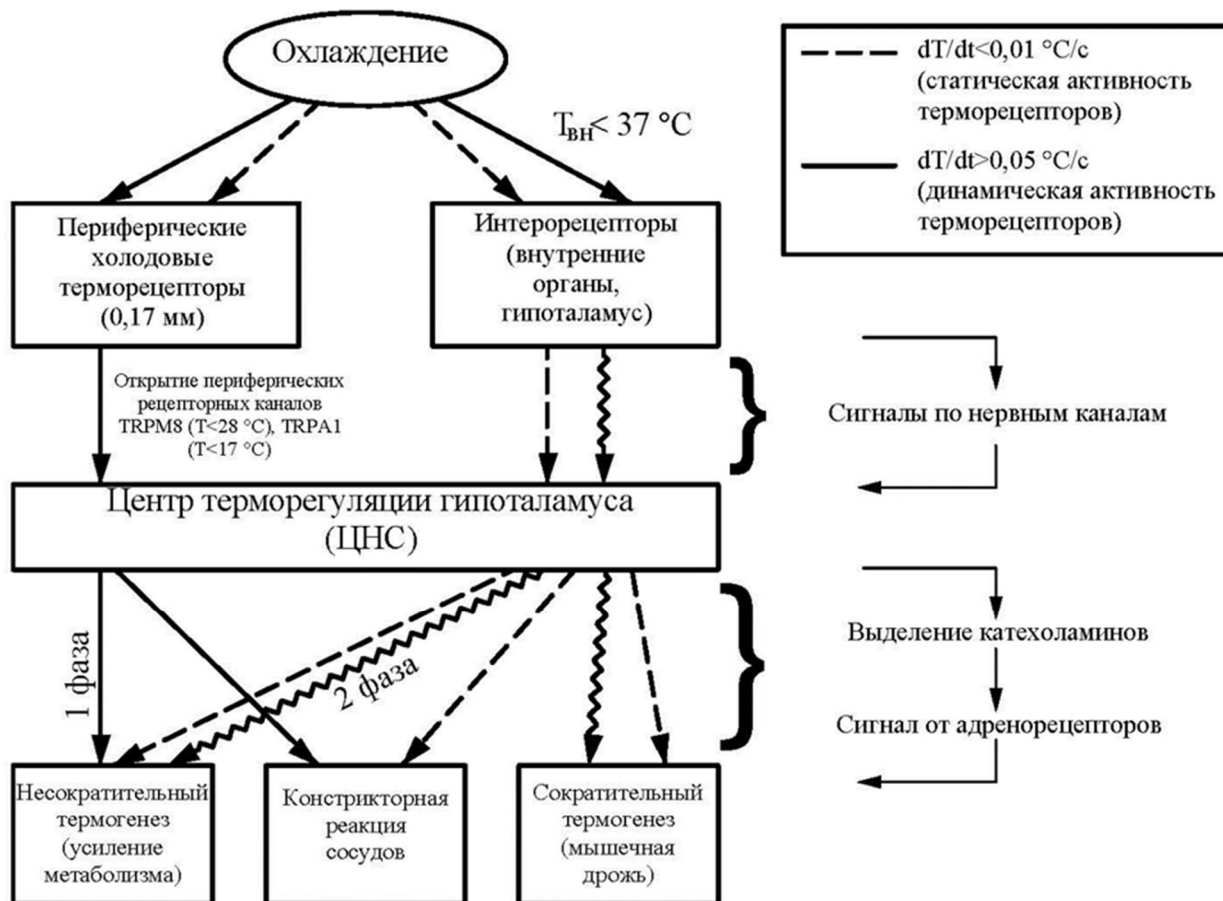 Охлаждение
T вн < 37 °C
dT/dt<0,01 °C/с
(статическая активность
терморецепторов)
dT/dt>0,05 °C/с
(динамическая активность
терморецепторов)
Периферические
холодовые
терморецепторы
(0,17 мм)
Интерорецепторы
(внутренние
органы,
гипоталамус)
Открытие периферических
рецепторных каналов
TRPM8 (T<28 °C), TRPA1
(T<17 °C)
Сигналы по нервным каналам
Центр терморегуляции гипоталамуса
(ЦНС)
1 фаза
2 фаза
Выделение катехоламинов
Сигнал от адренорецепторов
Несократительный
термогенез
(усиление
метаболизма)
Констрикторная
реакция
сосудов
Сократительный
термогенез
(мышечная
дрожь)